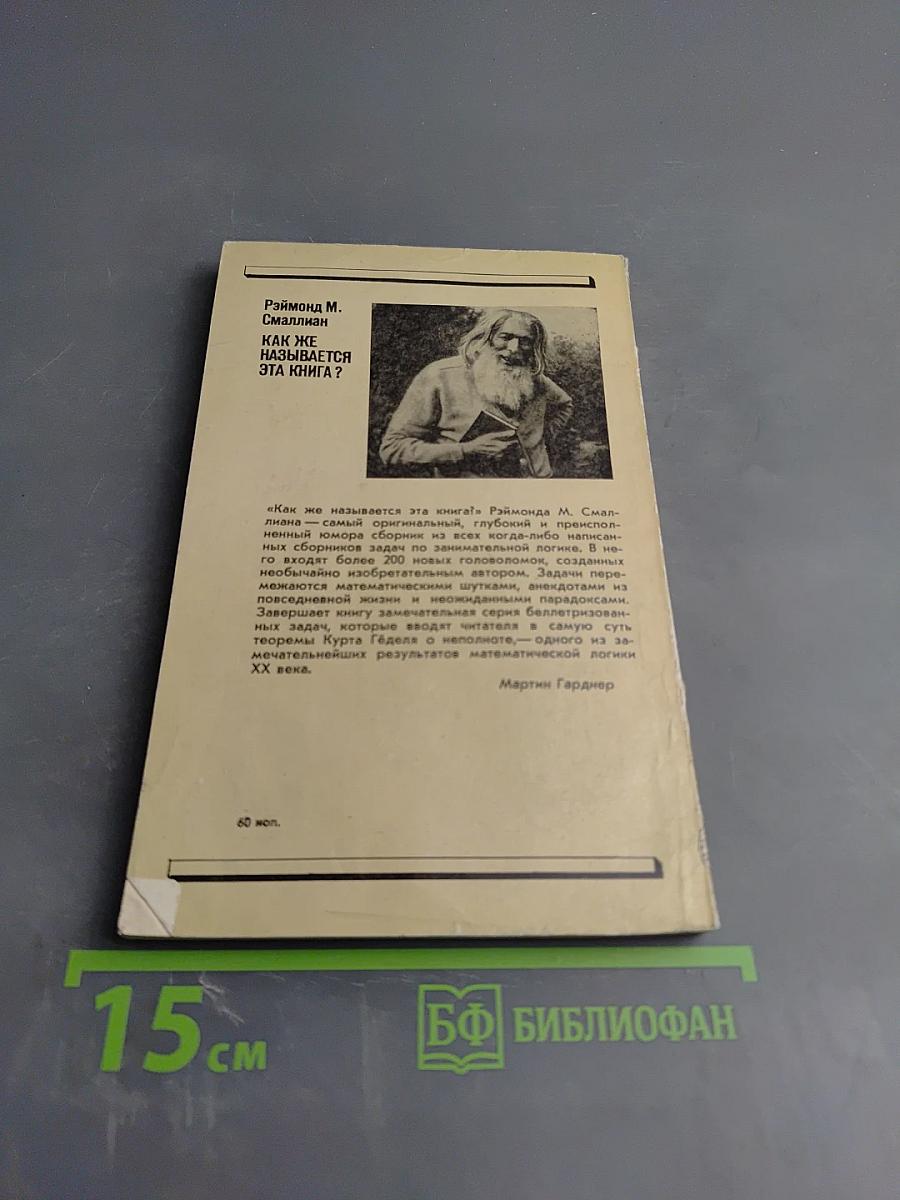 Рэймонд М.
Смаллиан
КАК ЖЕ
НАЗЫВАЕТСЯ
ЭТА КНИГА?
«Как же называется эта книга?» Рэймонда М. Смал-
лиана — самый оригинальный, глубокий и преиспол-
ненный юмора сборник из всех когда-либо написан-
ных сборников задач по занимательной логике. В не-
го входят более 200 новых головоломок, созданных
необычайно изобретательным автором. Задачи пере-
межаются математическими шутками, анекдотами из
повседневной жизни и неожиданными парадоксами.
Завершает книгу замечательная серия беллетризован-
ных задач, которые вводят читателя в самую суть
теоремы Курта Гёделя о неполноте,— одного из за-
мечательнейших результатов математической логики
XX века.
Мартин Гарднер
60 коп.
15 см
БФ БИБЛИОФАН